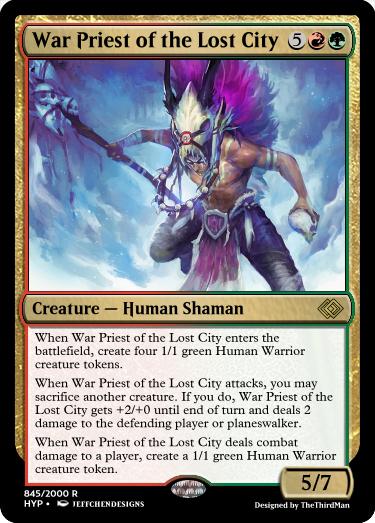 War Priest of the Lost City 5
Creature — Human Shaman
When War Priest of the Lost City enters the
battlefield, create four 1/1 green Human Warrior
creature tokens.
When War Priest of the Lost City attacks, you may
sacrifice another creature. If you do, War Priest of the
Lost City gets +2/+0 until end of turn and deals 2
damage to the defending player or planeswalker.
When War Priest of the Lost City deals combat
damage to a player, create a 1/1 green Human Warrior
creature token.
5/7
845/2000 R
HYP • JEFFCHENDESIGNS
Designed by TheThirdMan